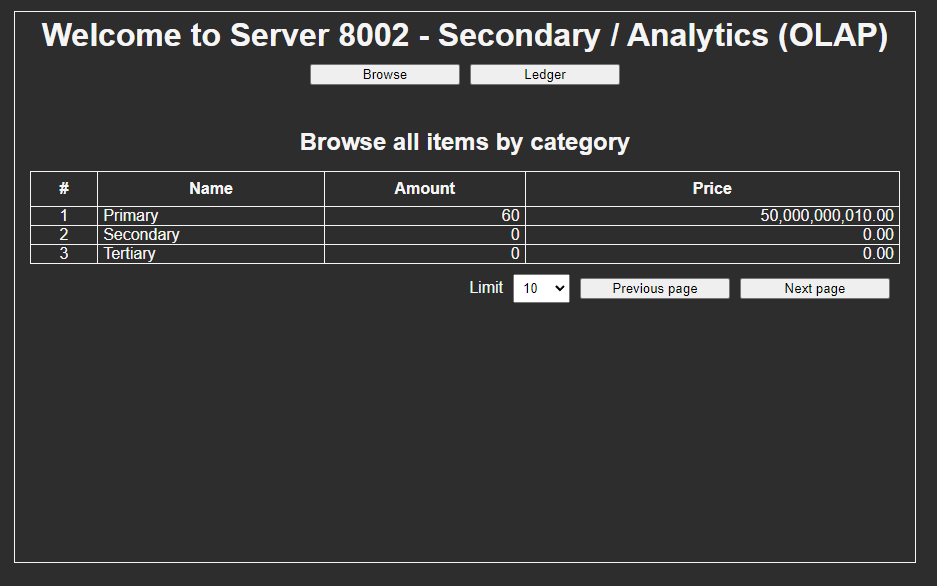 Welcome to Server 8002 - Secondary / Analytics (OLAP)
Browse Ledger
Browse all items by category
# Name Amount Price
1 Primary 60 50,000,000,010.00
2 Secondary 0 0.00
3 Tertiary 0 0.00
Limit 10 Previous page Next page